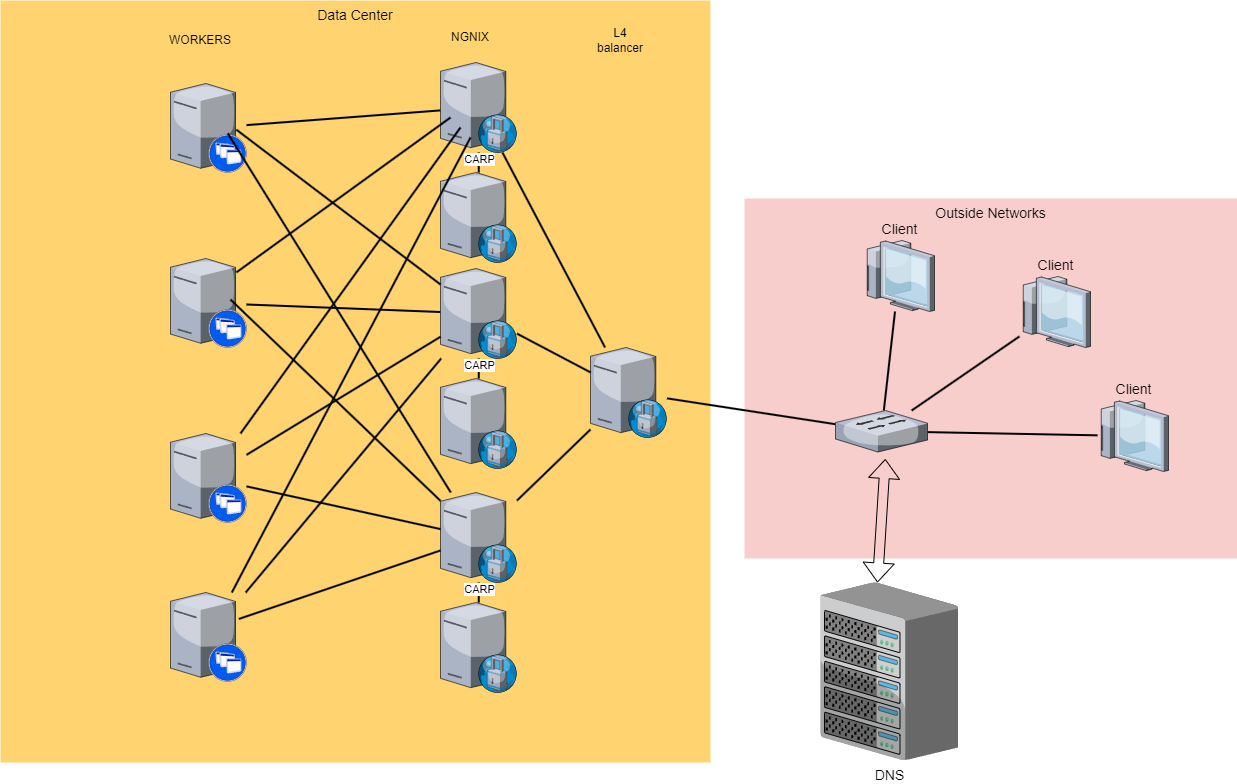 Data Center
WORKERS
NGNIX
L4
balancer
CARP
CARP
CARP
Outside Networks
Client
Client
Client
DNS